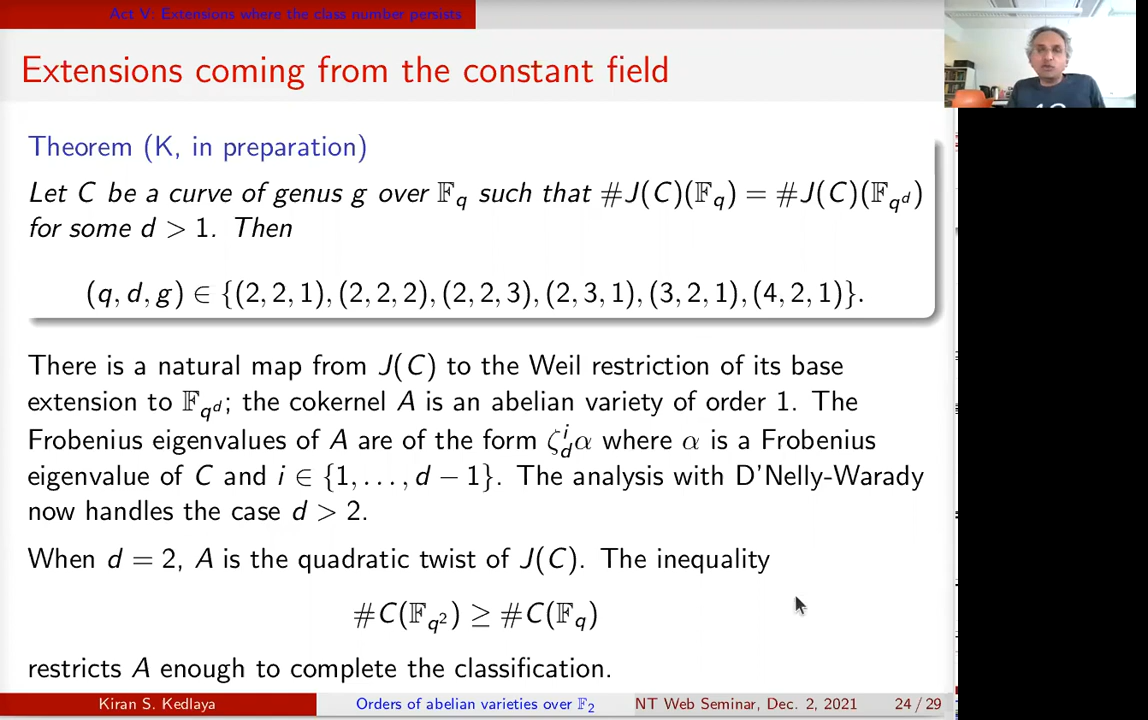 Act V: Extensions where the class number persists
Extensions coming from the constant field
Theorem (K, in preparation)
Let C be a curve of genus g over 𝔽_q such that #J(C)(𝔽_q) = #J(C)(𝔽_{q^d})
for some d > 1. Then
(q, d, g) ∈ {(2, 2, 1), (2, 2, 2), (2, 2, 3), (2, 3, 1), (3, 2, 1), (4, 2, 1)}.
There is a natural map from J(C) to the Weil restriction of its base
extension to 𝔽_{q^d}; the cokernel A is an abelian variety of order 1. The
Frobenius eigenvalues of A are of the form ζ_d^i α where α is a Frobenius
eigenvalue of C and i ∈ {1, . . . , d − 1}. The analysis with D'Nelly-Warady
now handles the case d > 2.
When d = 2, A is the quadratic twist of J(C). The inequality
#C(𝔽_{q^2}) ≥ #C(𝔽_q)
restricts A enough to complete the classification.
Kiran S. Kedlaya Orders of abelian varieties over 𝔽_2 NT Web Seminar, Dec. 2, 2021 24 / 29